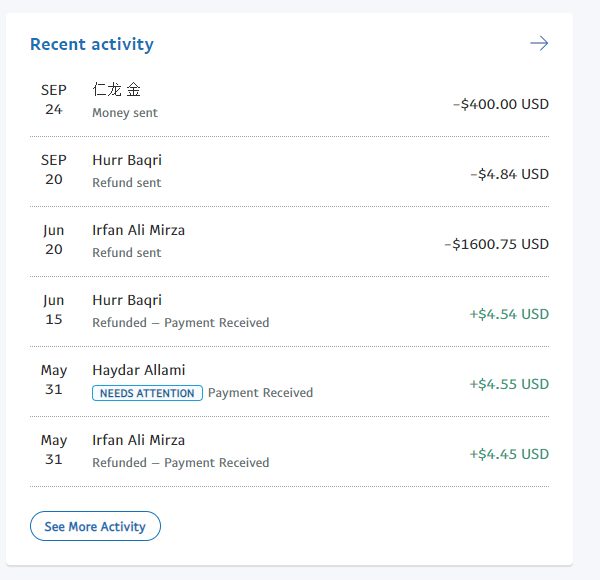 Recent activity
SEP
24
仁龙 金
Money sent
-$400.00 USD
SEP
20
Hurr Baqri
Refund sent
-$4.84 USD
Jun
20
Irfan Ali Mirza
Refund sent
-$1600.75 USD
Jun
15
Hurr Baqri
Refunded – Payment Received
+$4.54 USD
May
31
Haydar Allami
NEEDS ATTENTION Payment Received
+$4.55 USD
May
31
Irfan Ali Mirza
Refunded – Payment Received
+$4.45 USD
See More Activity